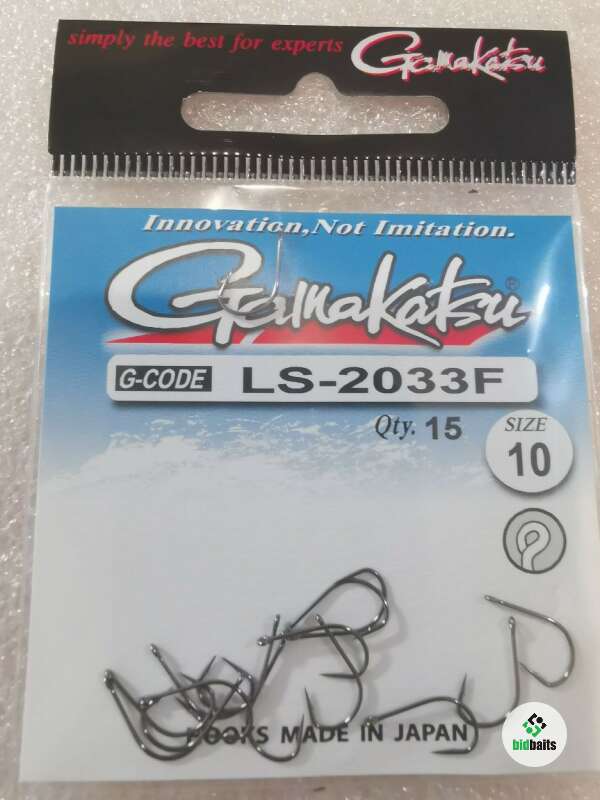 simply the best for experts Gamakatsu
Innovation,Not Imitation.
Gamakatsu®
G-CODE LS-2033F
Qty. 15
SIZE
10
HOOKS MADE IN JAPAN
bidbaits